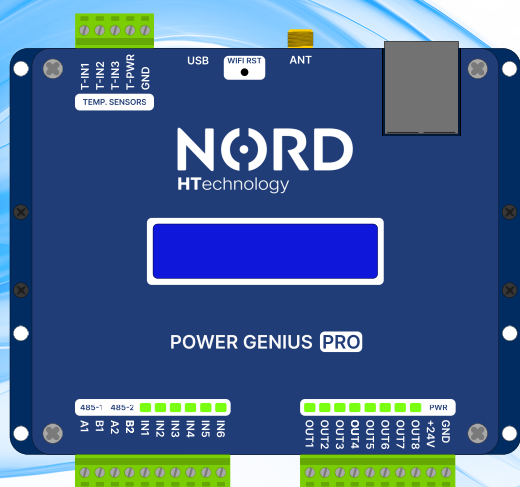 T-IN1 T-IN2 T-IN3 T-PWR GND
TEMP. SENSORS
USB WIFI RST ANT
NORD
HTechnology
POWER GENIUS PRO
485-1 485-2
A1 B1 A2 B2 IN1 IN2 IN3 IN4 IN5 IN6
PWR
OUT1 OUT2 OUT3 OUT4 OUT5 OUT6 OUT7 OUT8 +24V GND